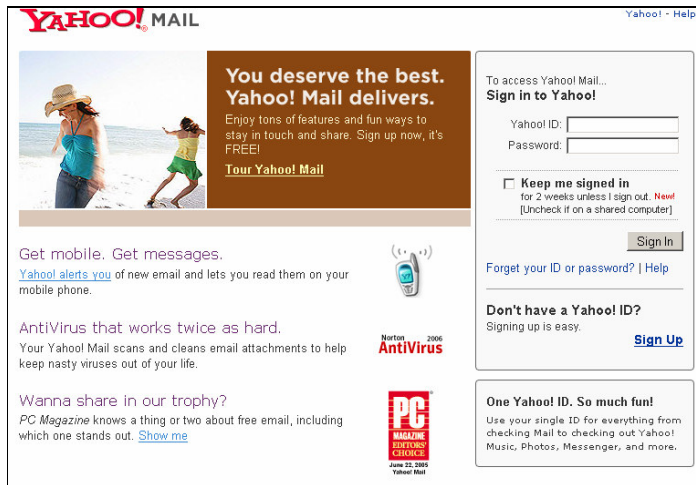 YAHOO! MAIL
Yahoo! - Help
You deserve the best.
Yahoo! Mail delivers.
Enjoy tons of features and fun ways to
stay in touch and share. Sign up now, it's
FREE!
Tour Yahoo! Mail
Get mobile. Get messages.
Yahoo! alerts you of new email and lets you read them on your
mobile phone.
AntiVirus that works twice as hard.
Your Yahoo! Mail scans and cleans email attachments to help
keep nasty viruses out of your life.
Norton 2006
AntiVirus
Wanna share in our trophy?
PC Magazine knows a thing or two about free email, including
which one stands out. Show me
PC
MAGAZINE
EDITORS'
CHOICE
June 22, 2005
Yahoo! Mail
To access Yahoo! Mail...
Sign in to Yahoo!
Yahoo! ID:
Password:
Keep me signed in
for 2 weeks unless I sign out. New!
[Uncheck if on a shared computer]
Sign In
Forget your ID or password? | Help
Don't have a Yahoo! ID?
Signing up is easy.
Sign Up
One Yahoo! ID. So much fun!
Use your single ID for everything from
checking Mail to checking out Yahoo!
Music, Photos, Messenger, and more.